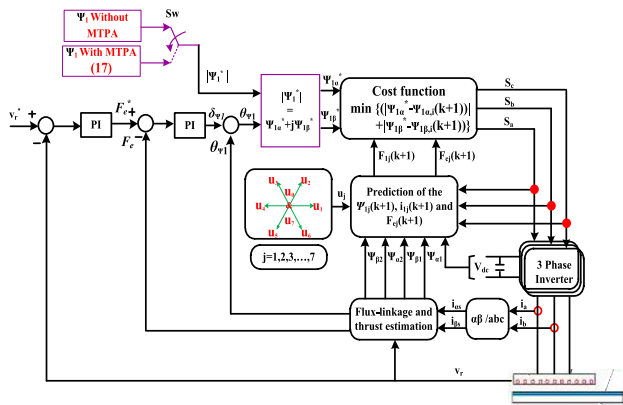 Ψ1 Without MTPA
Sw
Ψ1 With MTPA (17)
|Ψ1*|
vr* + −
PI
Fe* +
Fe −
PI
δΨ1
θΨ1*
θΨ1
|Ψ1*|
=
Ψ1α*+jΨ1β*
Ψ1α*
Ψ1β*
Cost function
min {(|Ψ1α*-Ψ1α,i(k+1))|
+|Ψ1β*-Ψ1β,i(k+1))}
Sc
Sb
Sa
F1j(k+1)
Fej(k+1)
u3 u2
u4 u1
u7
u5 u6
uj
j=1,2,3,...,7
Prediction of the
Ψ1j(k+1), i1j(k+1) and
Fej(k+1)
Ψβ2
Ψα2
Ψβ1
Ψα1
Vdc
3 Phase
Inverter
Flux-linkage and
thrust estimation
iαs
iβs
αβ/abc
ia
ib
vr